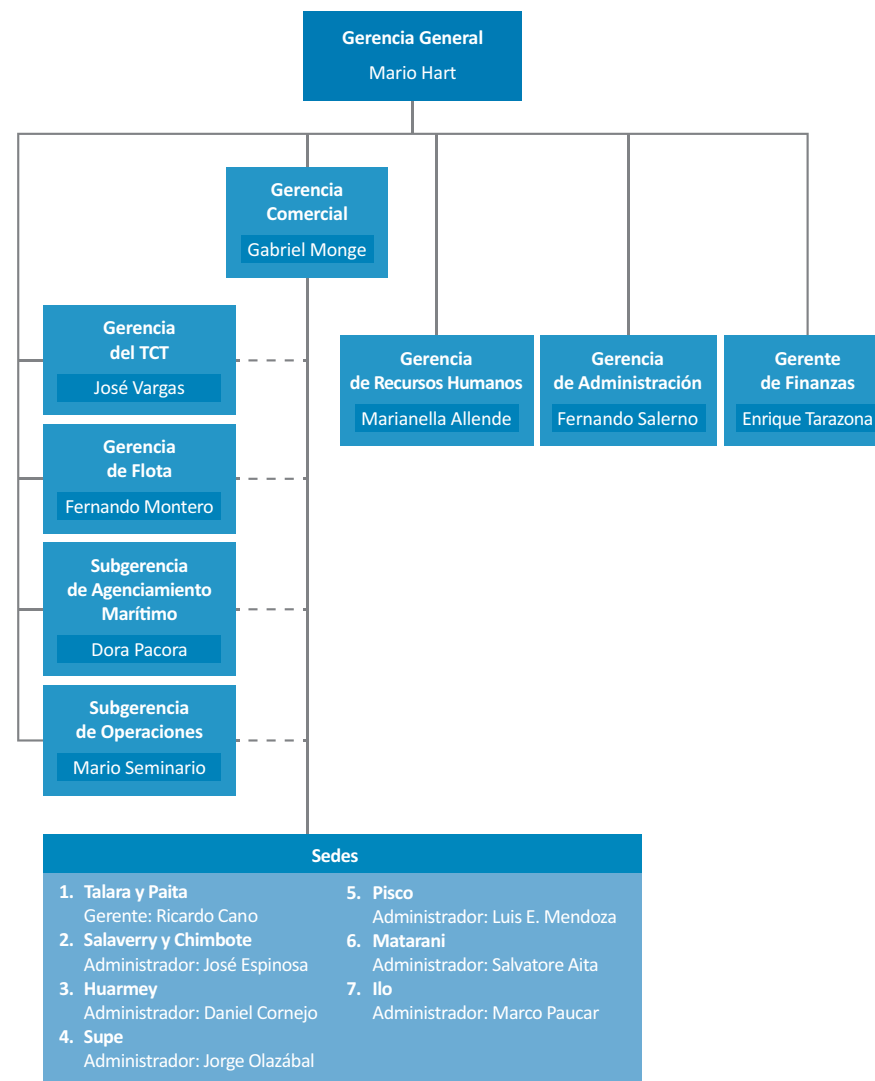 Gerencia General
Mario Hart
Gerencia
Comercial
Gabriel Monge
Gerencia
del TCT
José Vargas
Gerencia
de Recursos Humanos
Marianella Allende
Gerencia
de Administración
Fernando Salerno
Gerente
de Finanzas
Enrique Tarazona
Gerencia
de Flota
Fernando Montero
Subgerencia
de Agenciamiento
Marítimo
Dora Pacora
Subgerencia
de Operaciones
Mario Seminario
Sedes
1. Talara y Paita
Gerente: Ricardo Cano
2. Salaverry y Chimbote
Administrador: José Espinosa
3. Huarmey
Administrador: Daniel Cornejo
4. Supe
Administrador: Jorge Olazábal
5. Pisco
Administrador: Luis E. Mendoza
6. Matarani
Administrador: Salvatore Aita
7. Ilo
Administrador: Marco Paucar